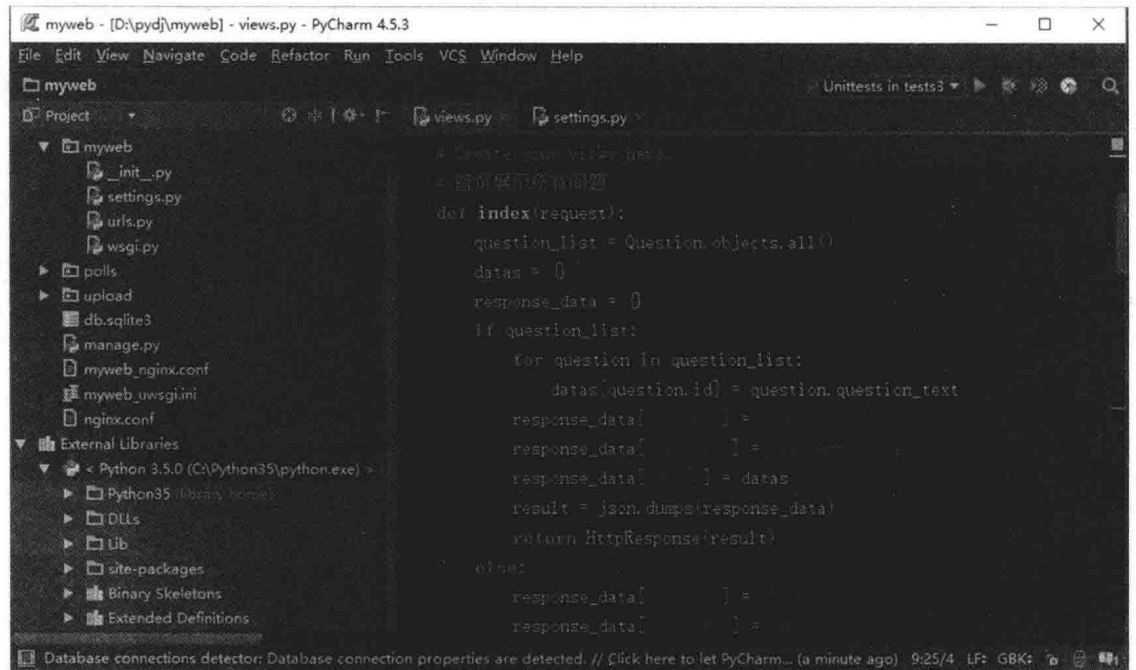 myweb - [D:\pydj\myweb] - views.py - PyCharm 4.5.3
File Edit View Navigate Code Refactor Run Tools VCS Window Help
myweb
Unittests in tests3
Project
views.py
settings.py
myweb
__init__.py
settings.py
urls.py
wsgi.py
polls
upload
db.sqlite3
manage.py
myweb_nginx.conf
myweb_uwsgi.ini
nginx.conf
External Libraries
< Python 3.5.0 (C:\Python35\python.exe) >
Python35 (library home)
DLLs
Lib
site-packages
Binary Skeletons
Extended Definitions
# Create your views here.
def index(request):
question_list = Question.objects.all()
datas = {}
response_data = {}
if question_list:
for question in question_list:
datas[question.id] = question.question_text
response_data[ ] =
response_data[ ] =
response_data[ ] = datas
result = json.dumps(response_data)
return HttpResponse(result)
else:
response_data[ ] =
response_data[ ] =
Database connections detector: Database connection properties are detected. // Click here to let PyCharm... (a minute ago) 9:25/4 LF: GBK: